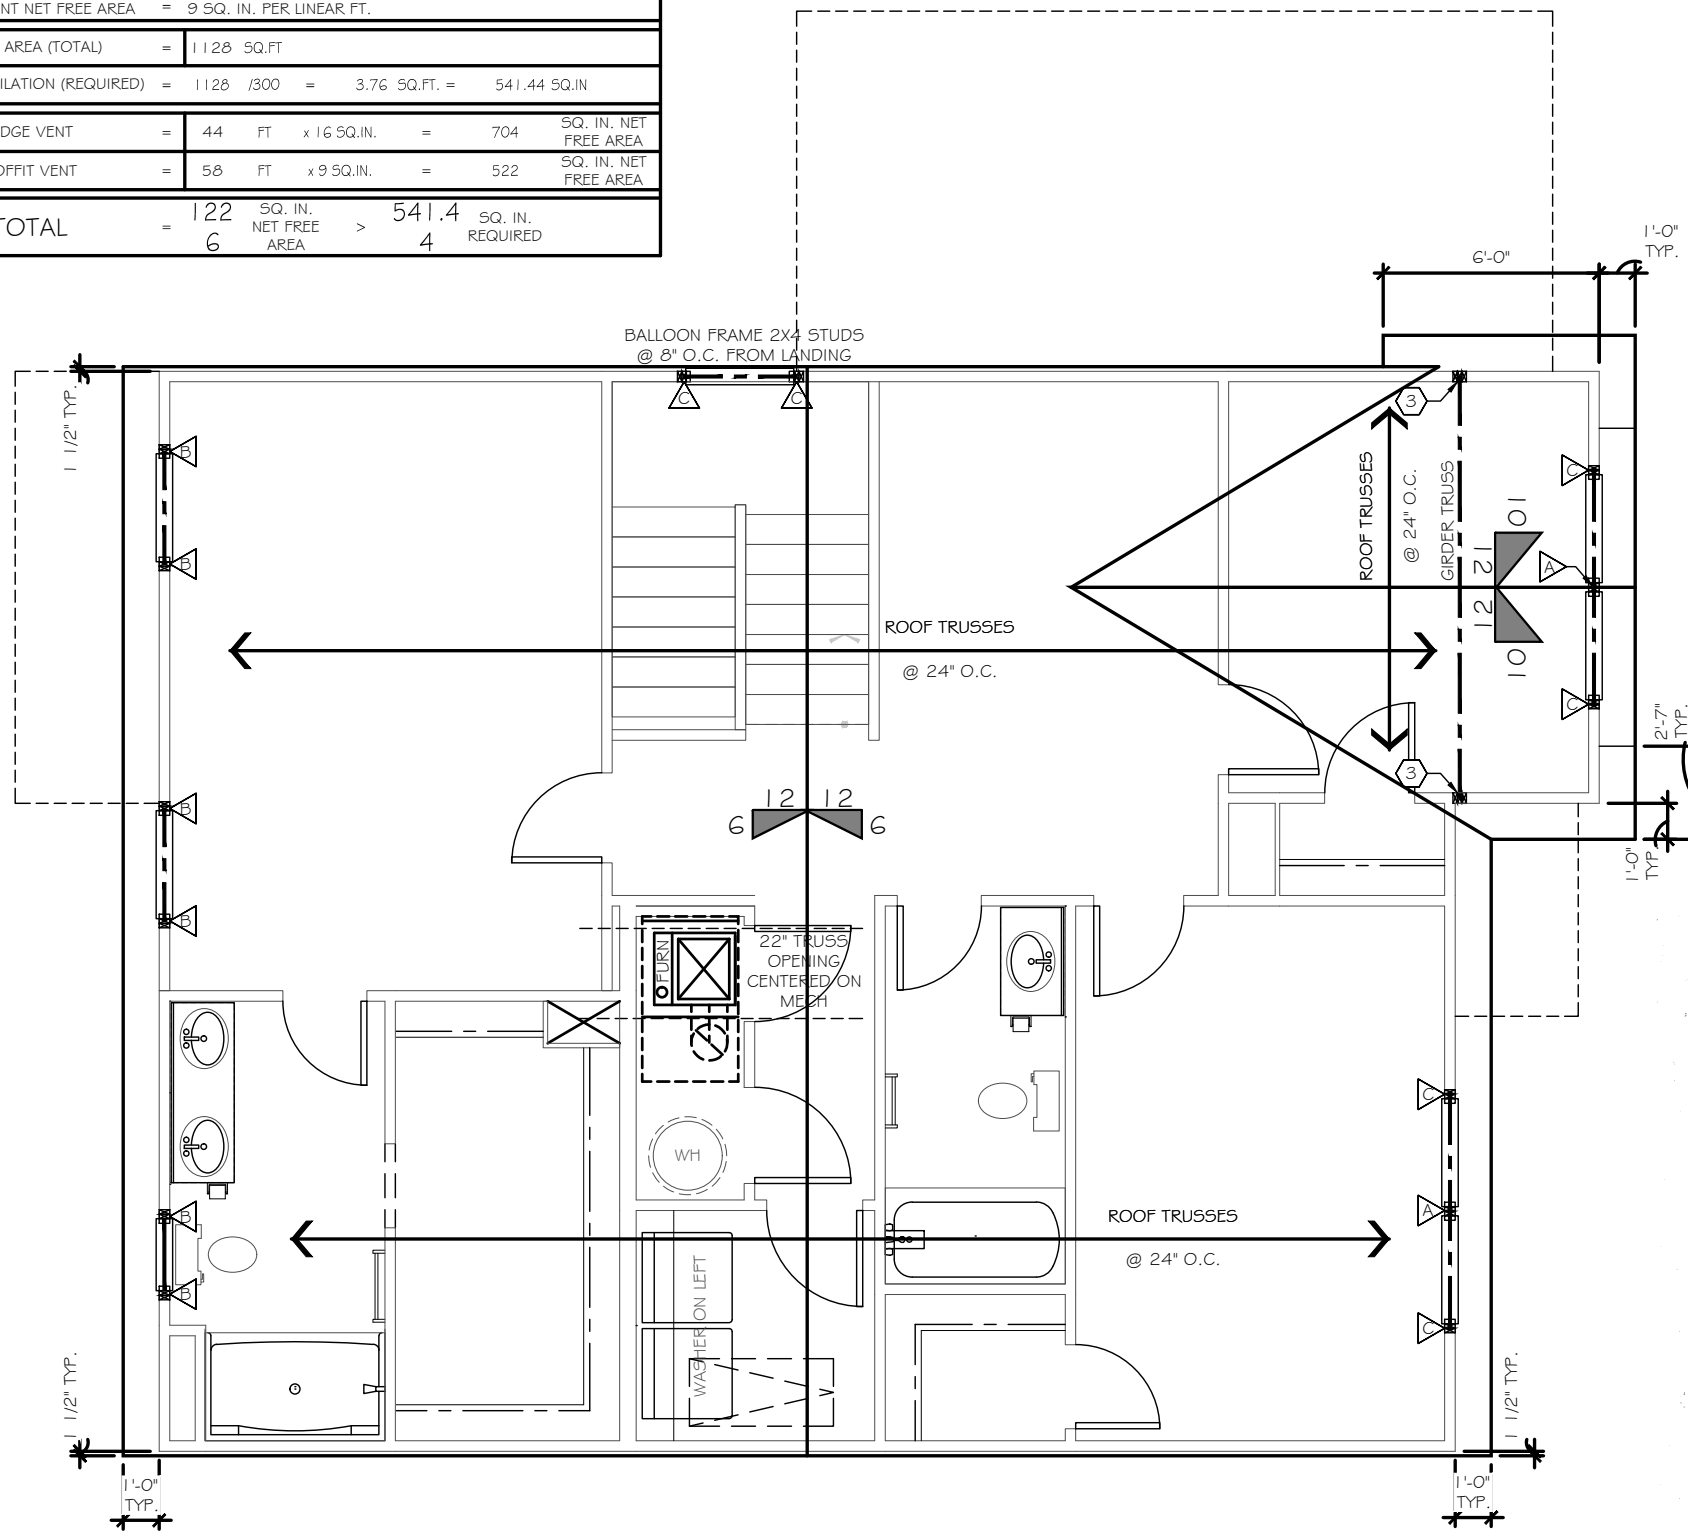 NT NET FREE AREA = 9 SQ. IN. PER LINEAR FT.
AREA (TOTAL) = 1128 SQ.FT
ILATION (REQUIRED) = 1128 /300 = 3.76 SQ.FT. = 541.44 SQ.IN
DGE VENT = 44 FT x 16 SQ.IN. = 704 SQ. IN. NET
FREE AREA
OFFIT VENT = 58 FT x 9 SQ.IN. = 522 SQ. IN. NET
FREE AREA
TOTAL = 122
6 SQ. IN.
NET FREE
AREA > 541.4
4 SQ. IN.
REQUIRED
1'-0"
TYP.
6'-0"
BALLOON FRAME 2X4 STUDS
@ 8" O.C. FROM LANDING
1 1/2" TYP.
C
C
3
B
B
ROOF TRUSSES
@ 24" O.C.
GIRDER TRUSS
C
10
12
A
12
10
C
ROOF TRUSSES
@ 24" O.C.
2'-7"
TYP.
3
12 12
6 6
B
B
1'-0"
TYP.
FURN
22" TRUSS
OPENING
CENTERED ON
MECH
WH
C
A
C
B
B
ROOF TRUSSES
@ 24" O.C.
WASHER ON LEFT
1 1/2" TYP.
1 1/2" TYP.
1'-0"
TYP.
1'-0"
TYP.